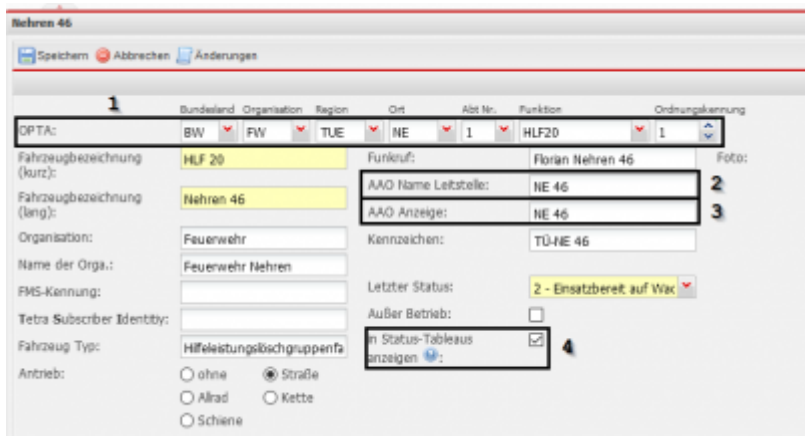 Nehren 46
Speichern Abbrechen Änderungen
1
Bundesland Organisation Region Ort Abt Nr. Funktion Ordnungskennung
OPTA: BW FW TUE NE 1 HLF20 1
Fahrzeugbezeichnung (kurz): HLF 20
Funkruf: Florian Nehren 46
Foto:
AAO Name Leitstelle: NE 46 2
Fahrzeugbezeichnung (lang): Nehren 46
AAO Anzeige: NE 46 3
Organisation: Feuerwehr
Kennzeichen: TÜ-NE 46
Name der Orga.: Feuerwehr Nehren
FMS-Kennung:
Letzter Status: 2 - Einsatzbereit auf Wac
Tetra Subscriber Identitiy:
Außer Betrieb:
Fahrzeug Typ: Hilfeleistungslöschgruppenfa
In Status-Tableaus anzeigen : 4
Antrieb: ohne Straße
Allrad Kette
Schiene